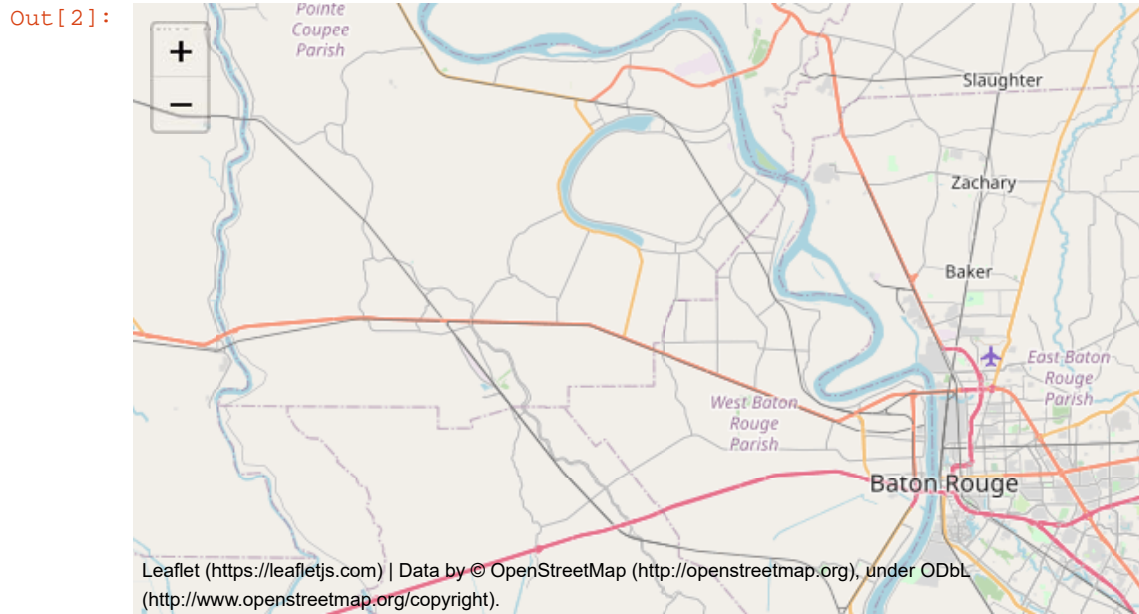 Out[2]:
Pointe
Coupee
Parish
+
−
Slaughter
Zachary
Baker
East Baton
Rouge
Parish
West Baton
Rouge
Parish
Baton Rouge
Leaflet (https://leafletjs.com) | Data by © OpenStreetMap (http://openstreetmap.org), under ODbL
(http://www.openstreetmap.org/copyright).